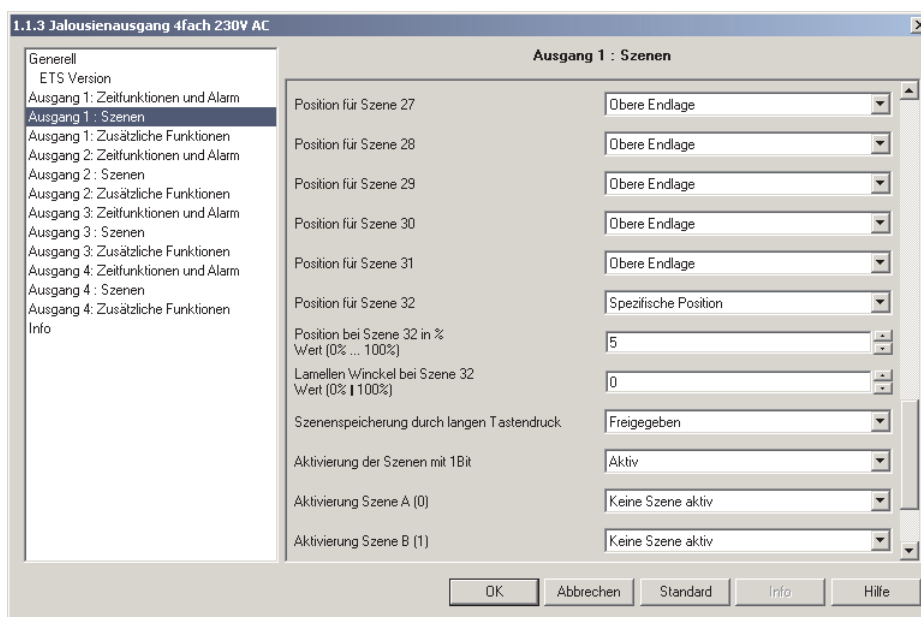 1.1.3 Jalousienausgang 4fach 230V AC
Generell
ETS Version
Ausgang 1: Zeitfunktionen und Alarm
Ausgang 1 : Szenen
Ausgang 1: Zusätzliche Funktionen
Ausgang 2: Zeitfunktionen und Alarm
Ausgang 2 : Szenen
Ausgang 2: Zusätzliche Funktionen
Ausgang 3: Zeitfunktionen und Alarm
Ausgang 3 : Szenen
Ausgang 3: Zusätzliche Funktionen
Ausgang 4: Zeitfunktionen und Alarm
Ausgang 4 : Szenen
Ausgang 4: Zusätzliche Funktionen
Info
Ausgang 1 : Szenen
Position für Szene 27 Obere Endlage
Position für Szene 28 Obere Endlage
Position für Szene 29 Obere Endlage
Position für Szene 30 Obere Endlage
Position für Szene 31 Obere Endlage
Position für Szene 32 Spezifische Position
Position bei Szene 32 in %
Wert (0% ... 100%) 5
Lamellen Winckel bei Szene 32
Wert (0% | 100%) 0
Szenenspeicherung durch langen Tastendruck Freigegeben
Aktivierung der Szenen mit 1Bit Aktiv
Aktivierung Szene A (0) Keine Szene aktiv
Aktivierung Szene B (1) Keine Szene aktiv
OK Abbrechen Standard Info Hilfe